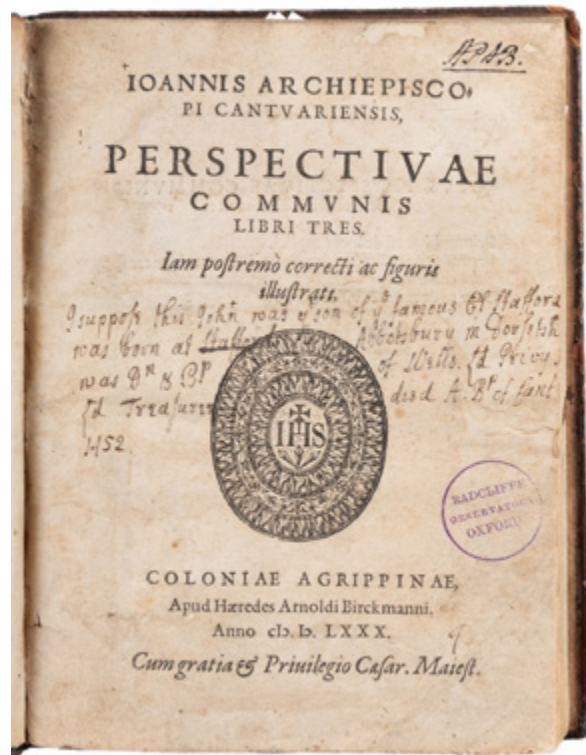 AP&B.
IOANNIS ARCHIEPISCO-
PI CANTVARIENSIS,
PERSPECTIVAE
COMMVNIS
LIBRI TRES.
Iam postremò correcti ac figuris
illustrati.
I suppose this John was yᵉ son of yᵉ famous Stafford
was born at Abbotsbury in Dorsetsh
was Dⁿ & Bᴾ of Wells. Ld Privy.
Ld Treasurer died A. Bᴾ of Cant
1452.
IHS
RADCLIFFE
OBSERVATORY
OXFORD
COLONIAE AGRIPPINAE,
Apud Hæredes Arnoldi Birckmanni.
Anno cIɔ. Iɔ. LXXX.
Cum gratia & Priuilegio Cæsar. Maiest.